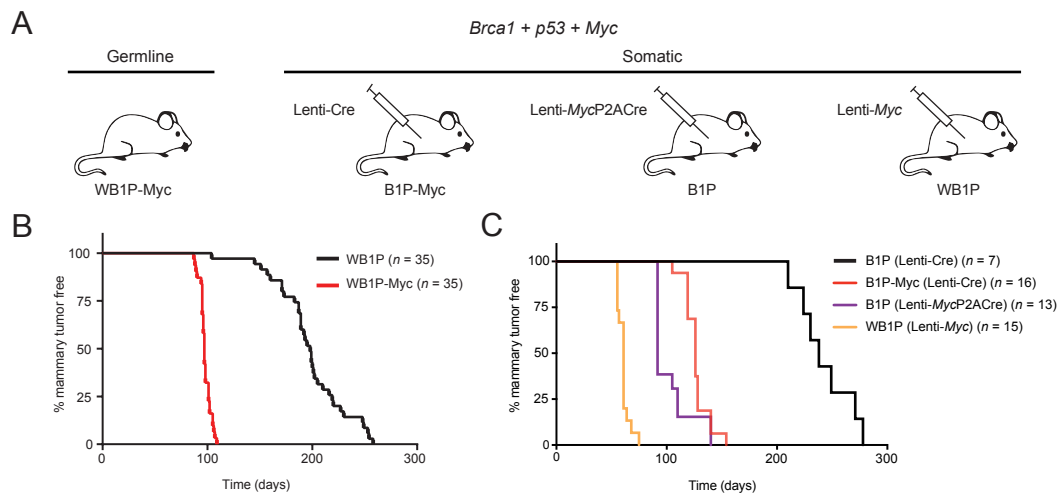 A
Brca1 + p53 + Myc
Germline
Somatic
Lenti-Cre
Lenti-MycP2ACre
Lenti-Myc
WB1P-Myc
B1P-Myc
B1P
WB1P
B
% mammary tumor free
100
75
50
25
0
0
100
200
300
Time (days)
WB1P (n = 35)
WB1P-Myc (n = 35)
C
% mammary tumor free
100
75
50
25
0
0
100
200
300
Time (days)
B1P (Lenti-Cre) (n = 7)
B1P-Myc (Lenti-Cre) (n = 16)
B1P (Lenti-MycP2ACre) (n = 13)
WB1P (Lenti-Myc) (n = 15)